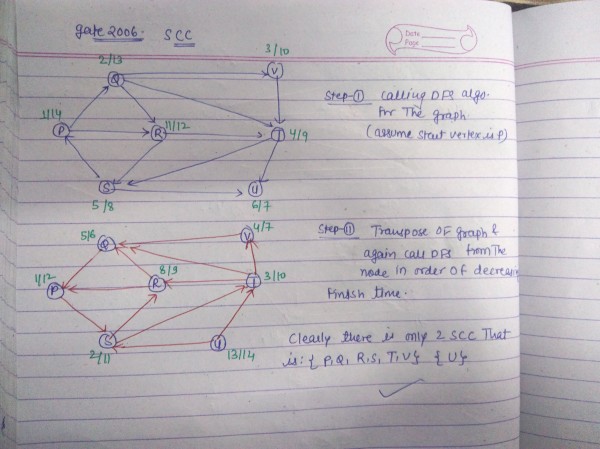 gate 2006. SCC
Date
Page
2/13
3/10
Q
V
Step-① calling DFS algo.
For The graph
(assume start vertex is P)
1/14
11/12
P
R
T
4/9
S
U
5/8
6/7
4/7
5/6
V
Q
Step-② Transpose OF graph &
again call DFS from The
node in order OF decreasin
Finish time.
8/9
1/12
3/10
P
R
T
S
U
2/11
13/14
Clearly there is only 2 SCC That
is: { P, Q, R, S, T, V} { U}